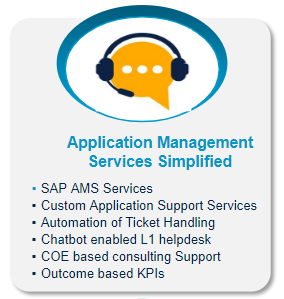 Application Management
Services Simplified
▪ SAP AMS Services
▪ Custom Application Support Services
▪ Automation of Ticket Handling
▪ Chatbot enabled L1 helpdesk
▪ COE based consulting Support
▪ Outcome based KPIs